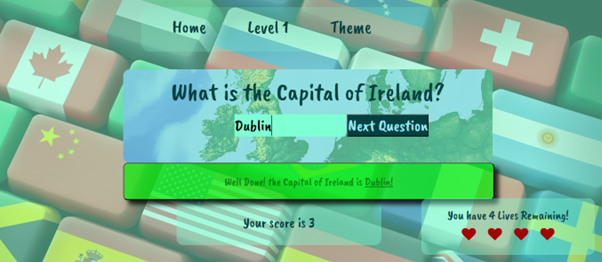 Home Level 1 Theme
What is the Capital of Ireland?
Dublin Next Question
Well Done! the Capital of Ireland is Dublin!
Your score is 3
You have 4 Lives Remaining!